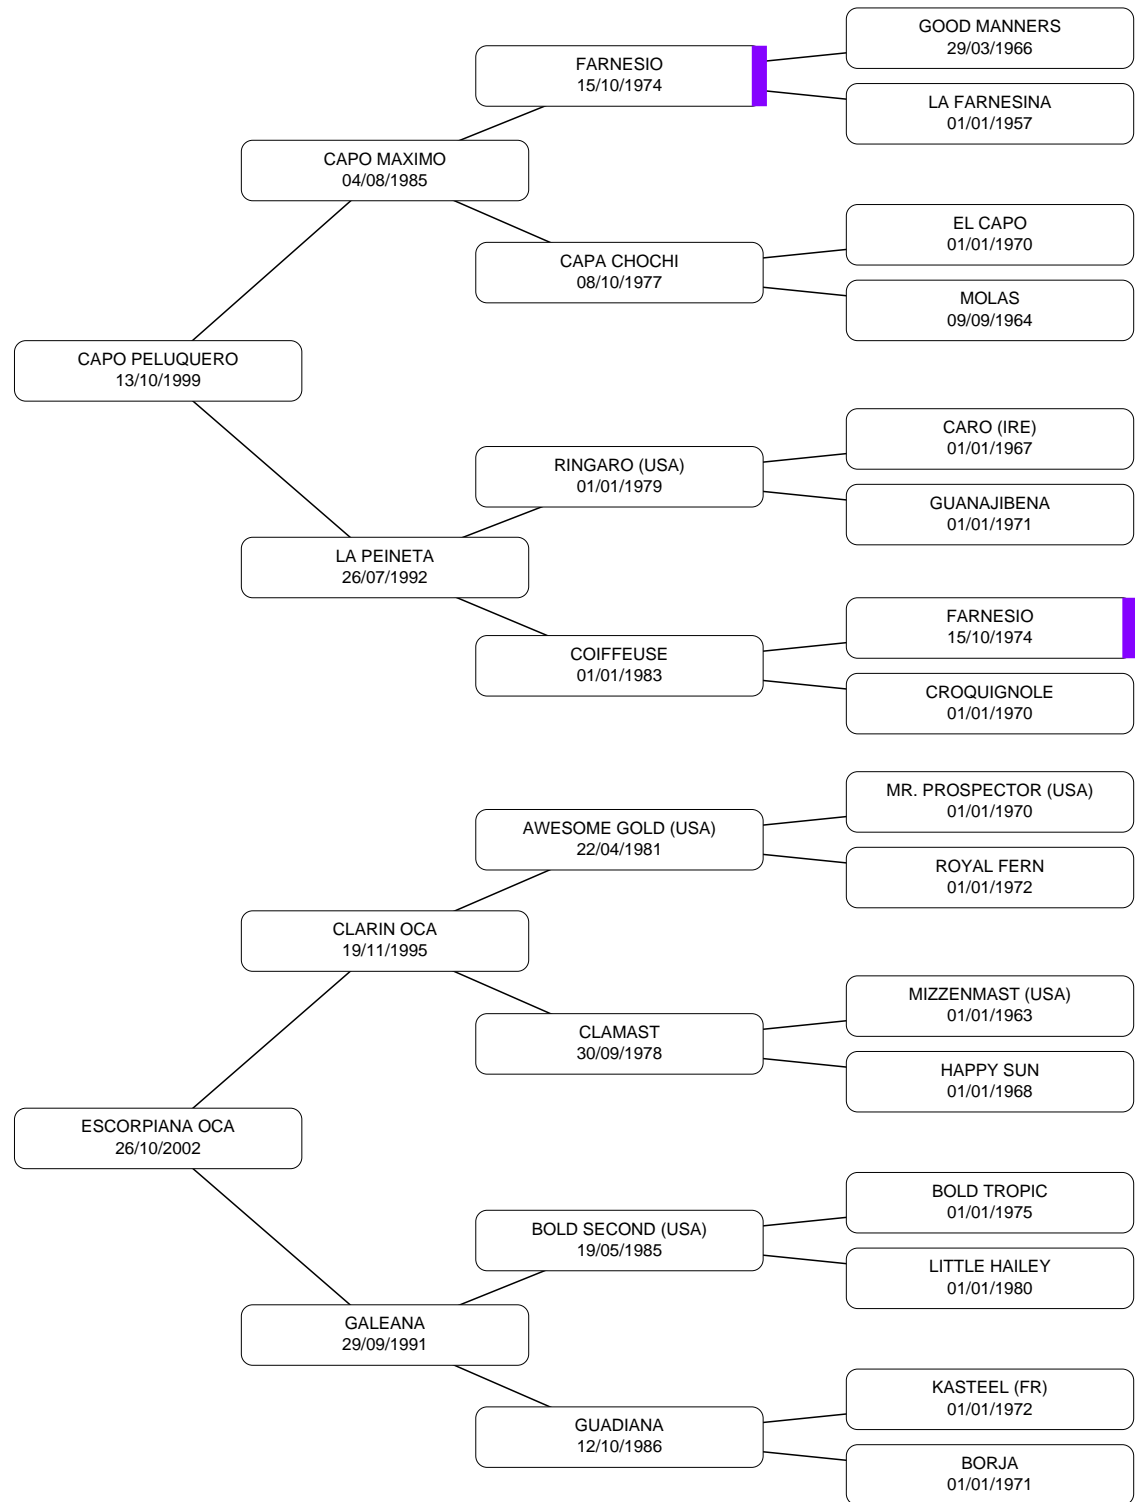 GOOD MANNERS
29/03/1966
FARNESIO
15/10/1974
LA FARNESINA
01/01/1957
CAPO MAXIMO
04/08/1985
EL CAPO
01/01/1970
CAPA CHOCHI
08/10/1977
MOLAS
09/09/1964
CAPO PELUQUERO
13/10/1999
CARO (IRE)
01/01/1967
RINGARO (USA)
01/01/1979
GUANAJIBENA
01/01/1971
LA PEINETA
26/07/1992
FARNESIO
15/10/1974
COIFFEUSE
01/01/1983
CROQUIGNOLE
01/01/1970
MR. PROSPECTOR (USA)
01/01/1970
AWESOME GOLD (USA)
22/04/1981
ROYAL FERN
01/01/1972
CLARIN OCA
19/11/1995
MIZZENMAST (USA)
01/01/1963
CLAMAST
30/09/1978
HAPPY SUN
01/01/1968
ESCORPIANA OCA
26/10/2002
BOLD TROPIC
01/01/1975
BOLD SECOND (USA)
19/05/1985
LITTLE HAILEY
01/01/1980
GALEANA
29/09/1991
KASTEEL (FR)
01/01/1972
GUADIANA
12/10/1986
BORJA
01/01/1971